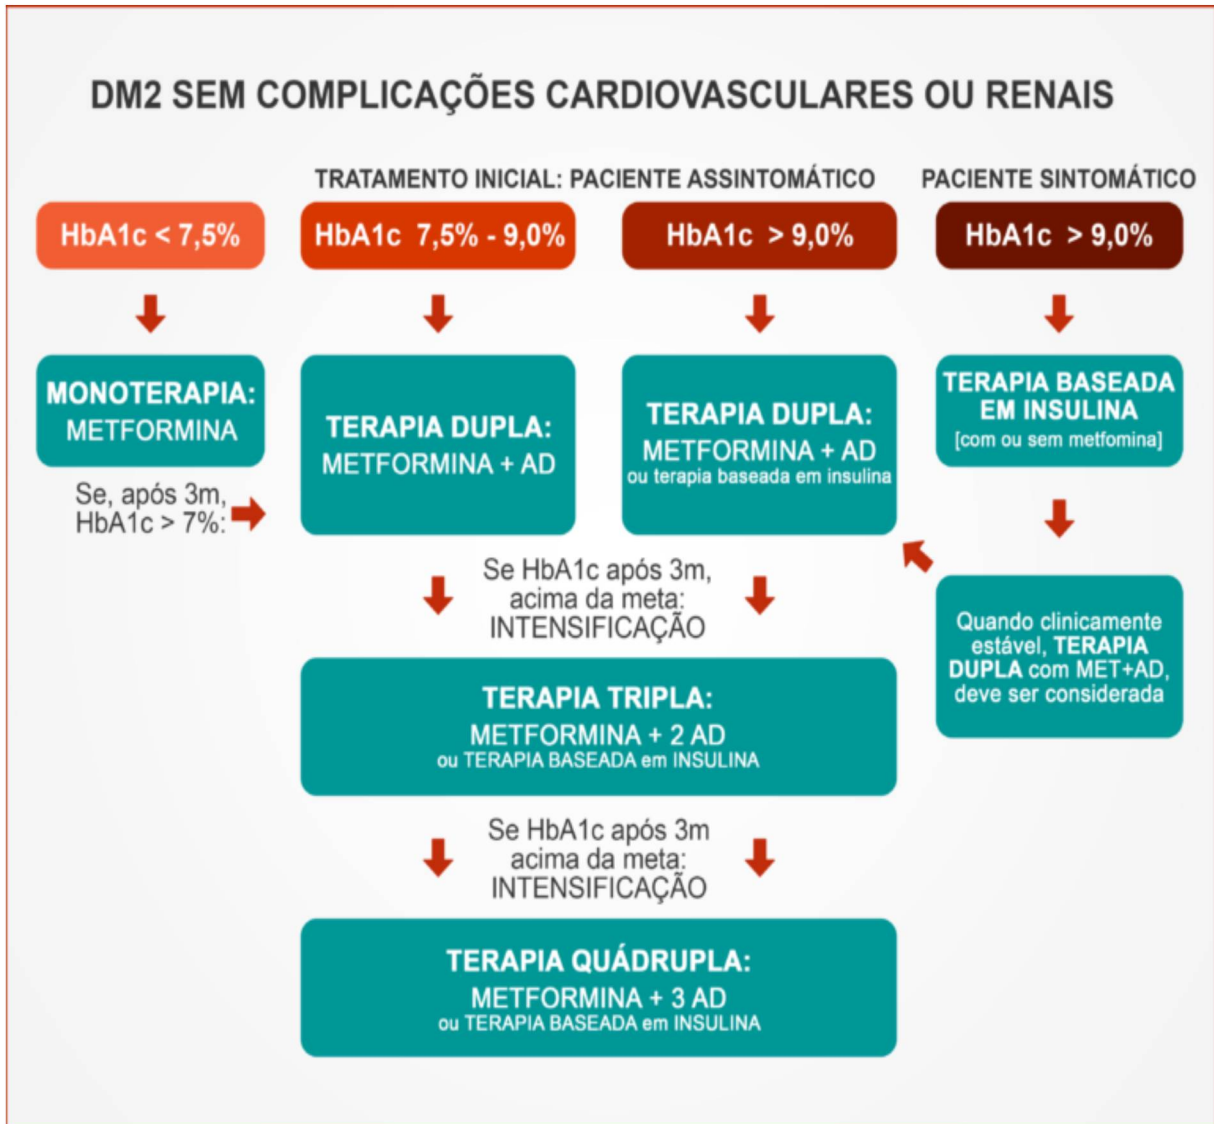 DM2 SEM COMPLICAÇÕES CARDIOVASCULARES OU RENAIS
TRATAMENTO INICIAL: PACIENTE ASSINTOMÁTICO
PACIENTE SINTOMÁTICO
HbA1c < 7,5%
HbA1c 7,5% - 9,0%
HbA1c > 9,0%
HbA1c > 9,0%
MONOTERAPIA:
METFORMINA
Se, após 3m,
HbA1c > 7%:
TERAPIA DUPLA:
METFORMINA + AD
TERAPIA DUPLA:
METFORMINA + AD
ou terapia baseada em insulina
TERAPIA BASEADA
EM INSULINA
[com ou sem metfomina]
Quando clinicamente
estável, TERAPIA
DUPLA com MET+AD,
deve ser considerada
Se HbA1c após 3m,
acima da meta:
INTENSIFICAÇÃO
TERAPIA TRIPLA:
METFORMINA + 2 AD
ou TERAPIA BASEADA em INSULINA
Se HbA1c após 3m
acima da meta:
INTENSIFICAÇÃO
TERAPIA QUÁDRUPLA:
METFORMINA + 3 AD
ou TERAPIA BASEADA em INSULINA